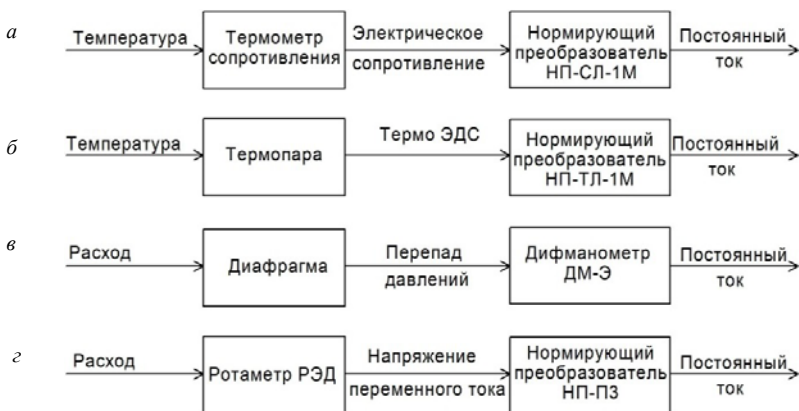 а
Температура
Термометр
сопротивления
Электрическое
сопротивление
Нормирующий
преобразователь
НП-СЛ-1М
Постоянный
ток
б
Температура
Термопара
Термо ЭДС
Нормирующий
преобразователь
НП-ТЛ-1М
Постоянный
ток
в
Расход
Диафрагма
Перепад
давлений
Дифманометр
ДМ-Э
Постоянный
ток
г
Расход
Ротаметр РЭД
Напряжение
переменного тока
Нормирующий
преобразователь
НП-П3
Постоянный
ток